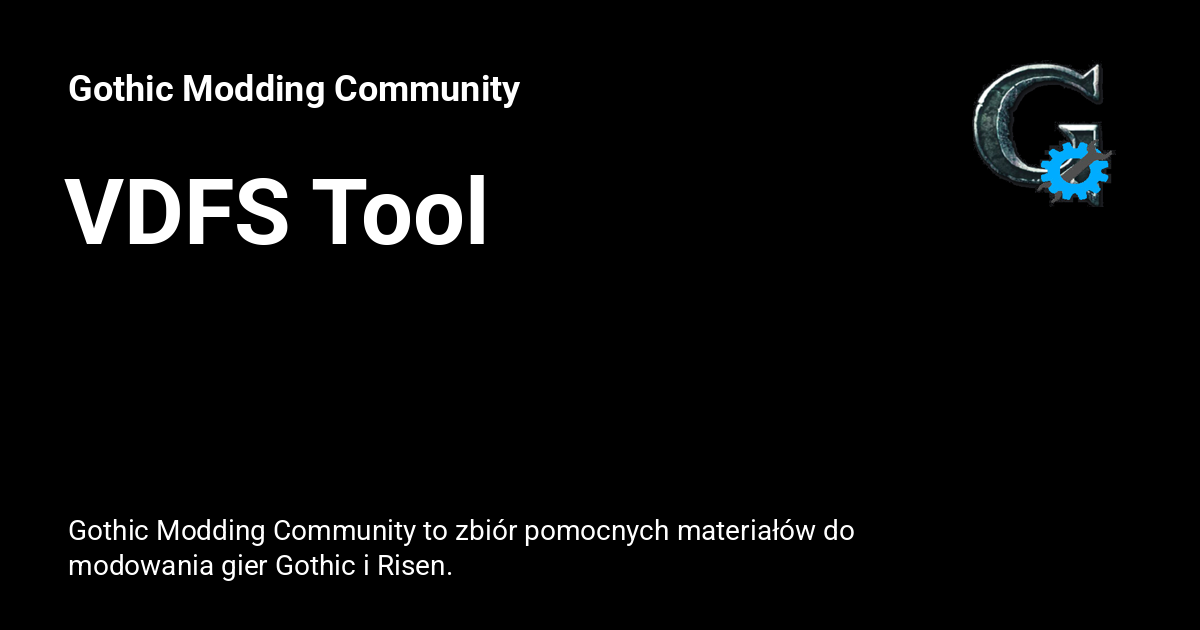 Gothic Modding Community
VDFS Tool
Gothic Modding Community to zbiór pomocnych materiałów do
modowania gier Gothic i Risen.